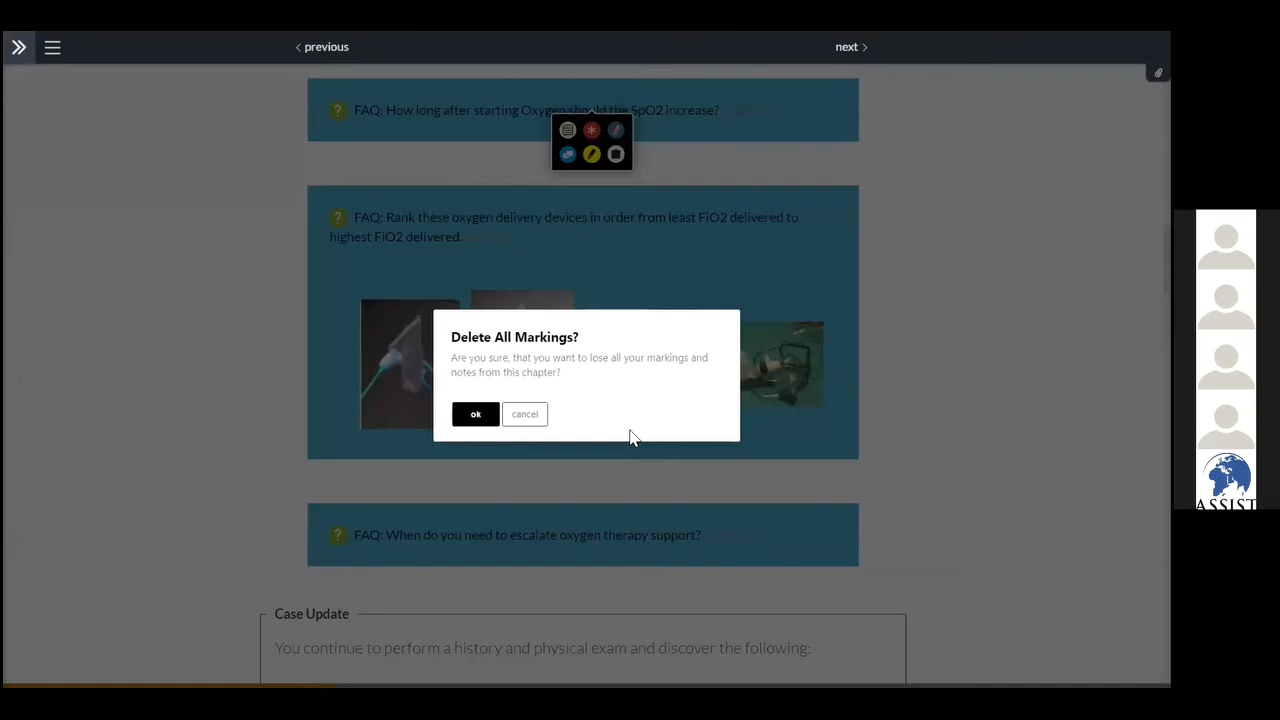 previous
next
FAQ: How long after starting Oxygen should the SpO2 increase?
FAQ: Rank these oxygen delivery devices in order from least FiO2 delivered to
highest FiO2 delivered.
Delete All Markings?
Are you sure, that you want to lose all your markings and
notes from this chapter?
ok
cancel
FAQ: When do you need to escalate oxygen therapy support?
Case Update
You continue to perform a history and physical exam and discover the following:
ASSIST